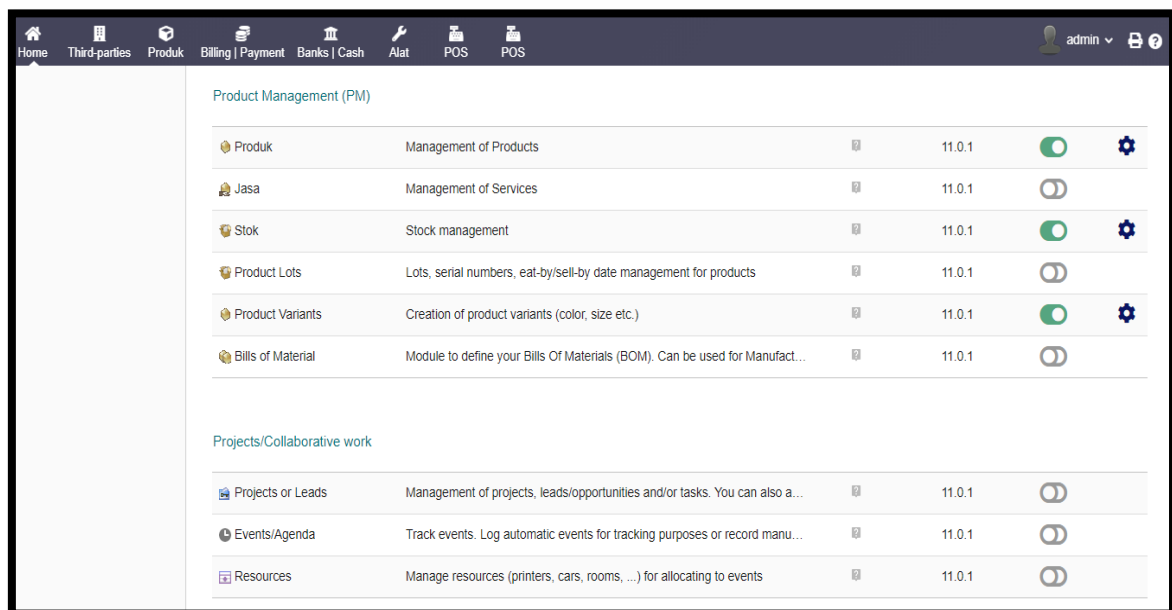 Home Third-parties Produk Billing | Payment Banks | Cash Alat POS POS admin
Product Management (PM)
Produk Management of Products 11.0.1
Jasa Management of Services 11.0.1
Stok Stock management 11.0.1
Product Lots Lots, serial numbers, eat-by/sell-by date management for products 11.0.1
Product Variants Creation of product variants (color, size etc.) 11.0.1
Bills of Material Module to define your Bills Of Materials (BOM). Can be used for Manufact... 11.0.1
Projects/Collaborative work
Projects or Leads Management of projects, leads/opportunities and/or tasks. You can also a... 11.0.1
Events/Agenda Track events. Log automatic events for tracking purposes or record manu... 11.0.1
Resources Manage resources (printers, cars, rooms, ...) for allocating to events 11.0.1